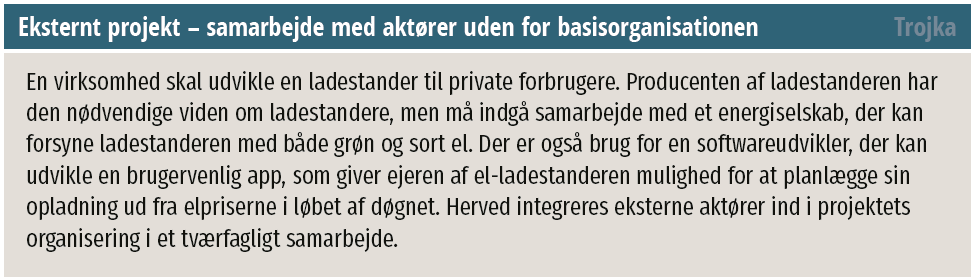 Eksternt projekt – samarbejde med aktører uden for basisorganisationen Trojka
En virksomhed skal udvikle en ladestander til private forbrugere. Producenten af ladestanderen har
den nødvendige viden om ladestandere, men må indgå samarbejde med et energiselskab, der kan
forsyne ladestanderen med både grøn og sort el. Der er også brug for en softwareudvikler, der kan
udvikle en brugervenlig app, som giver ejeren af el-ladestanderen mulighed for at planlægge sin
opladning ud fra elpriserne i løbet af døgnet. Herved integreres eksterne aktører ind i projektets
organisering i et tværfagligt samarbejde.